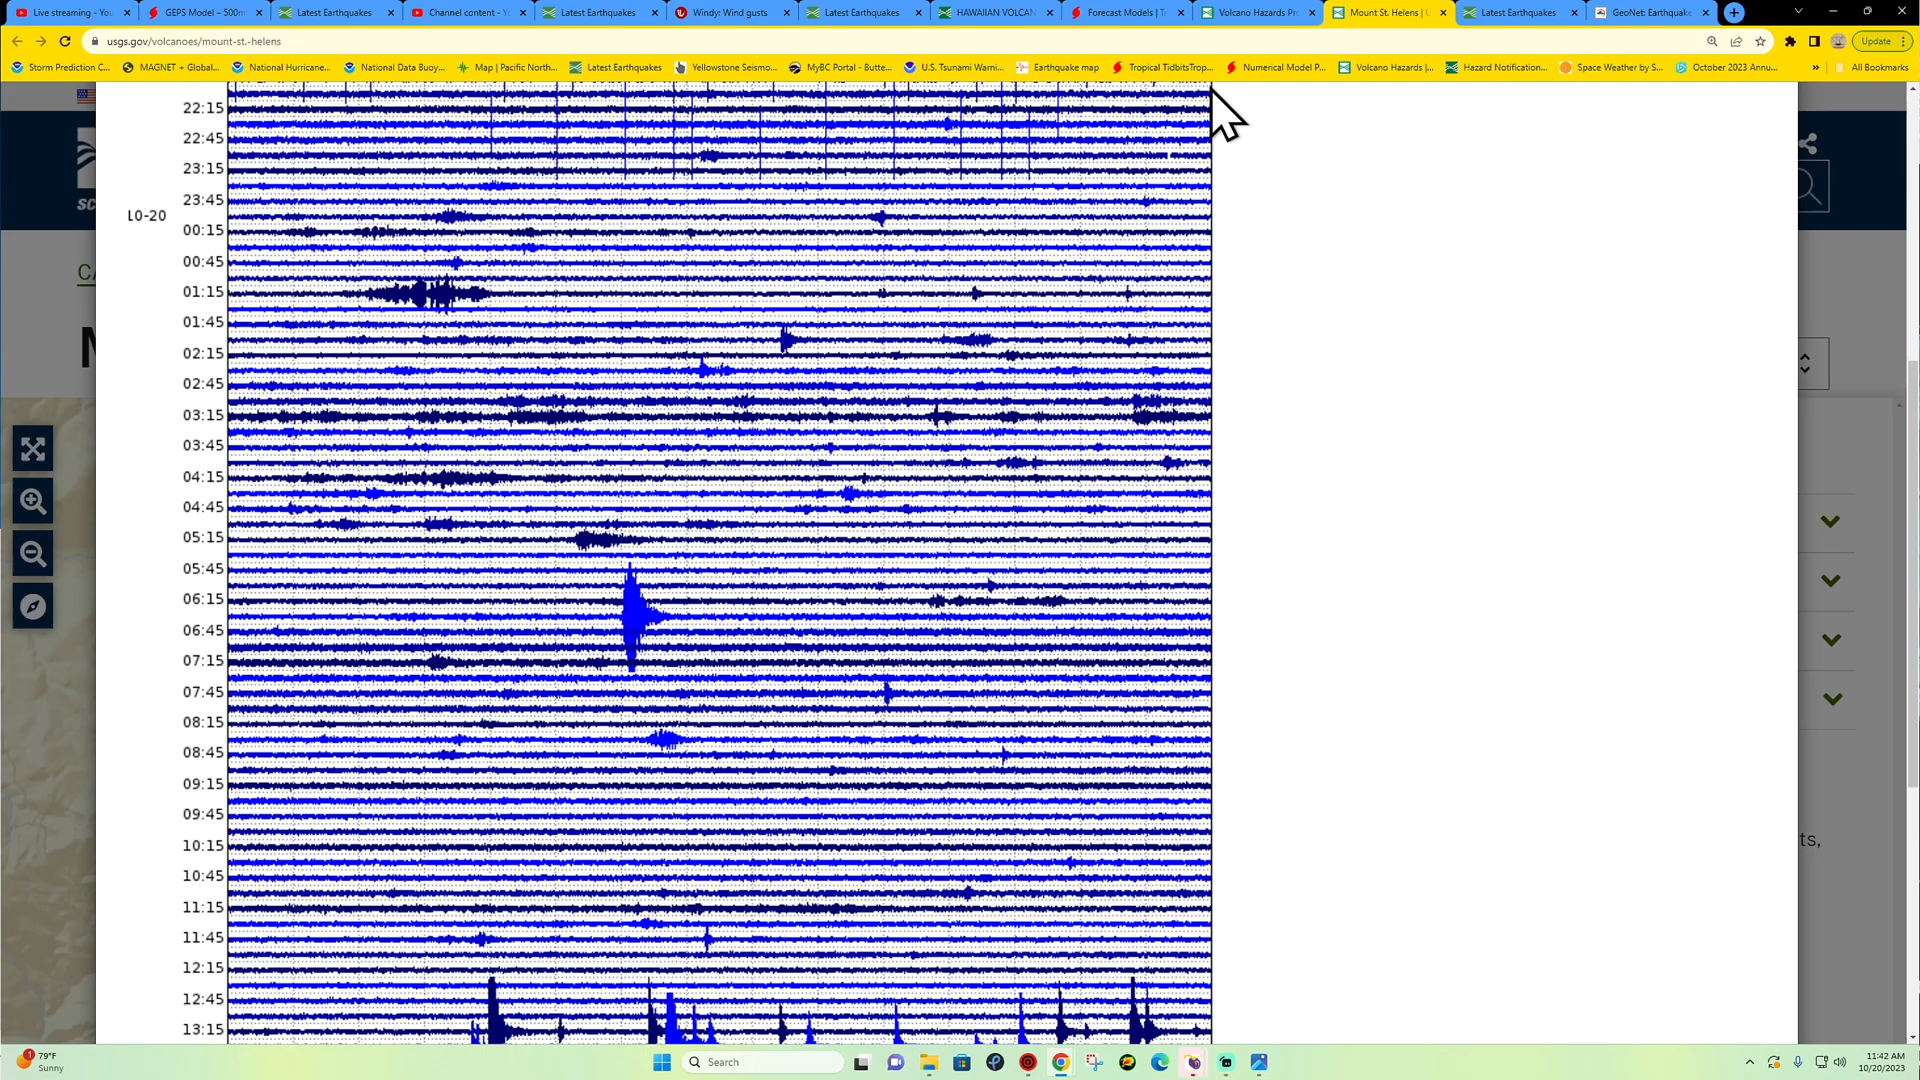 Live streaming - You
GEPS Model – 500m
Latest Earthquakes
Channel content - Y
Latest Earthquakes
Windy: Wind gusts
Latest Earthquakes
HAWAIIAN VOLCAN
Forecast Models | Tr
Volcano Hazards Pro
Mount St. Helens | U
Latest Earthquakes
GeoNet: Earthquake
usgs.gov/volcanoes/mount-st.-helens
Update
Storm Prediction C...
MAGNET + Global...
National Hurricane...
National Data Buoy...
Map | Pacific North...
Latest Earthquakes
Yellowstone Seismo...
MyBC Portal - Butte...
U.S. Tsunami Warni...
Earthquake map
Tropical TidbitsTrop...
Numerical Model P...
Volcano Hazards |...
Hazard Notification...
Space Weather by S...
October 2023 Annu...
»
All Bookmarks
22:15
22:45
23:15
23:45
10-20
00:15
00:45
01:15
01:45
02:15
02:45
03:15
03:45
04:15
04:45
05:15
05:45
06:15
06:45
07:15
07:45
08:15
08:45
09:15
09:45
10:15
10:45
11:15
11:45
12:15
12:45
13:15
ts,
1
79°F
Sunny
Search
11:42 AM
10/20/2023